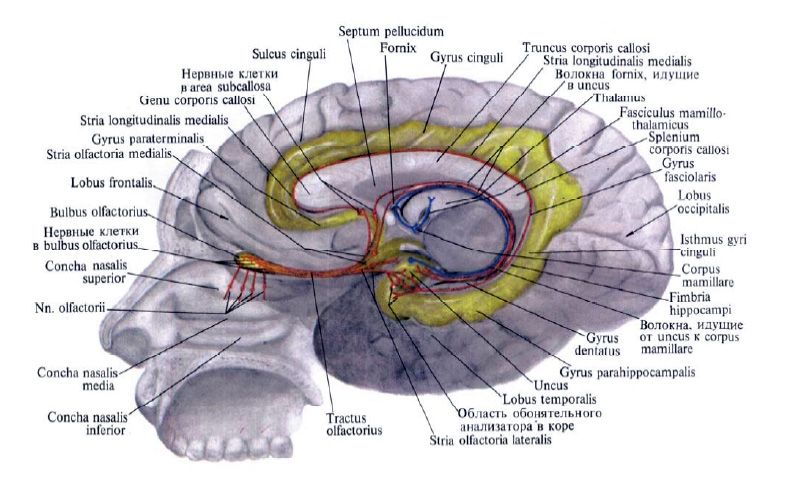 Septum pellucidum
Fornix
Sulcus cinguli
Gyrus cinguli
Truncus corporis callosi
Stria longitudinalis medialis
Волокна fornix, идущие
в uncus
Thalamus
Fasciculus mamillo-
thalamicus
Splenium
corporis callosi
Gyrus
fasciolaris
Lobus
occipitalis
Isthmus gyri
cinguli
Corpus
mamillare
Fimbria
hippocampi
Волокна, идущие
от uncus к corpus
mamillare
Gyrus
dentatus
Gyrus parahippocampalis
Uncus
Lobus temporalis
Область обонятельного
анализатора в коре
Stria olfactoria lateralis
Tractus
olfactorius
Нервные клетки
в area subcallosa
Genu corporis callosi
Stria longitudinalis medialis
Gyrus paraterminalis
Stria olfactoria medialis
Lobus frontalis
Bulbus olfactorius
Нервные клетки
в bulbus olfactorius
Concha nasalis
superior
Nn. olfactorii
Concha nasalis
media
Concha nasalis
inferior